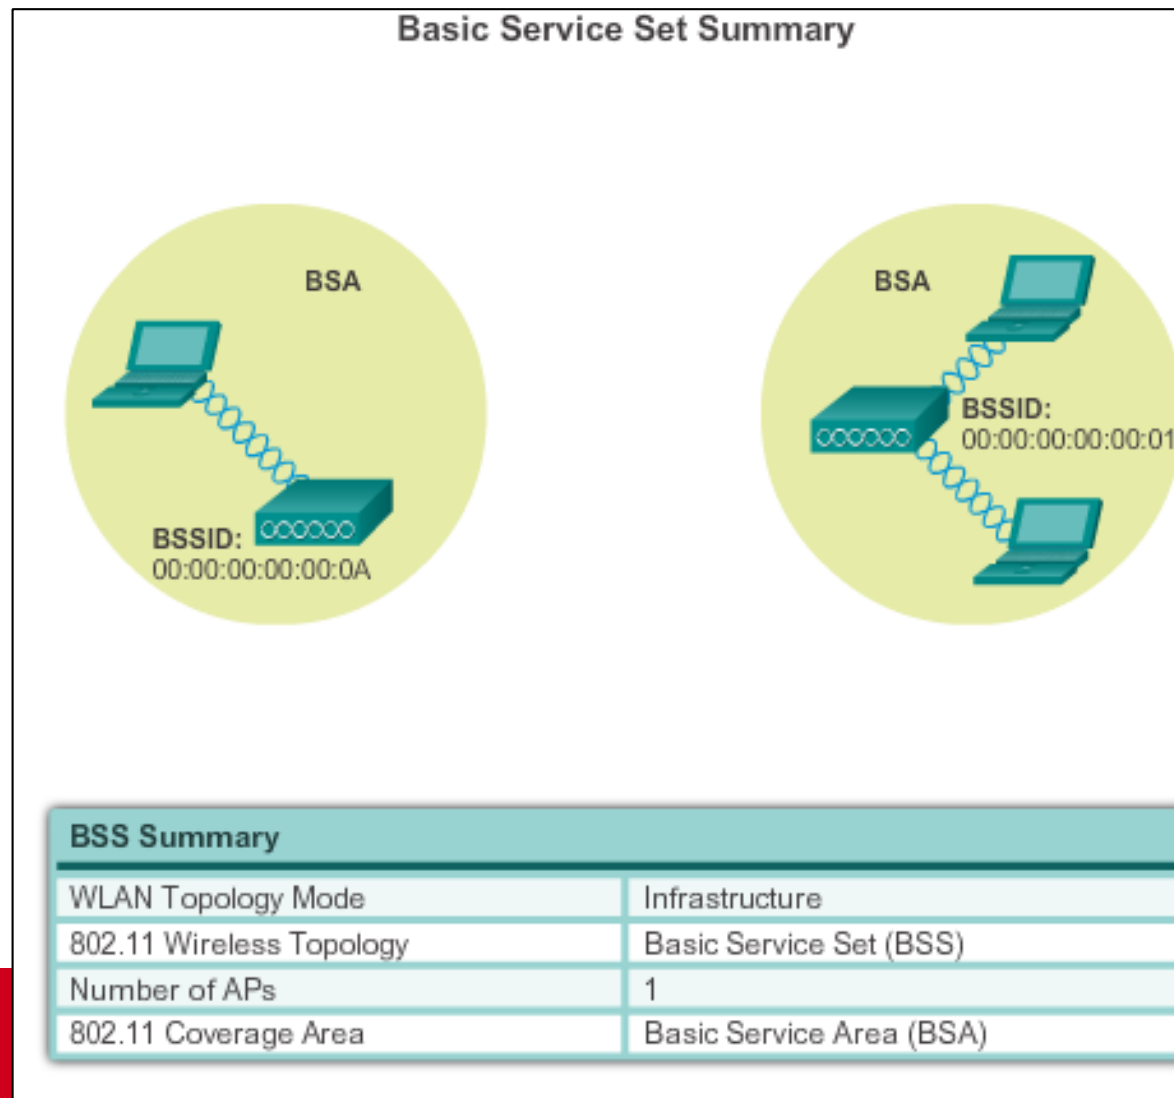 Basic Service Set Summary
BSA
BSSID:
00:00:00:00:00:0A
BSA
BSSID:
00:00:00:00:00:01
BSS Summary
WLAN Topology Mode Infrastructure
802.11 Wireless Topology Basic Service Set (BSS)
Number of APs 1
802.11 Coverage Area Basic Service Area (BSA)